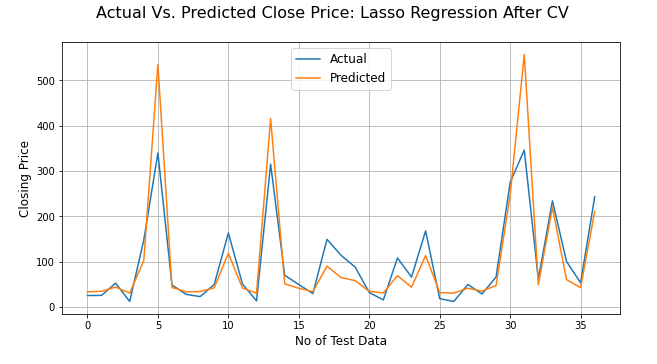 Actual Vs. Predicted Close Price: Lasso Regression After CV
Actual
Predicted
Closing Price
500
400
300
200
100
0
0 5 10 15 20 25 30 35
No of Test Data